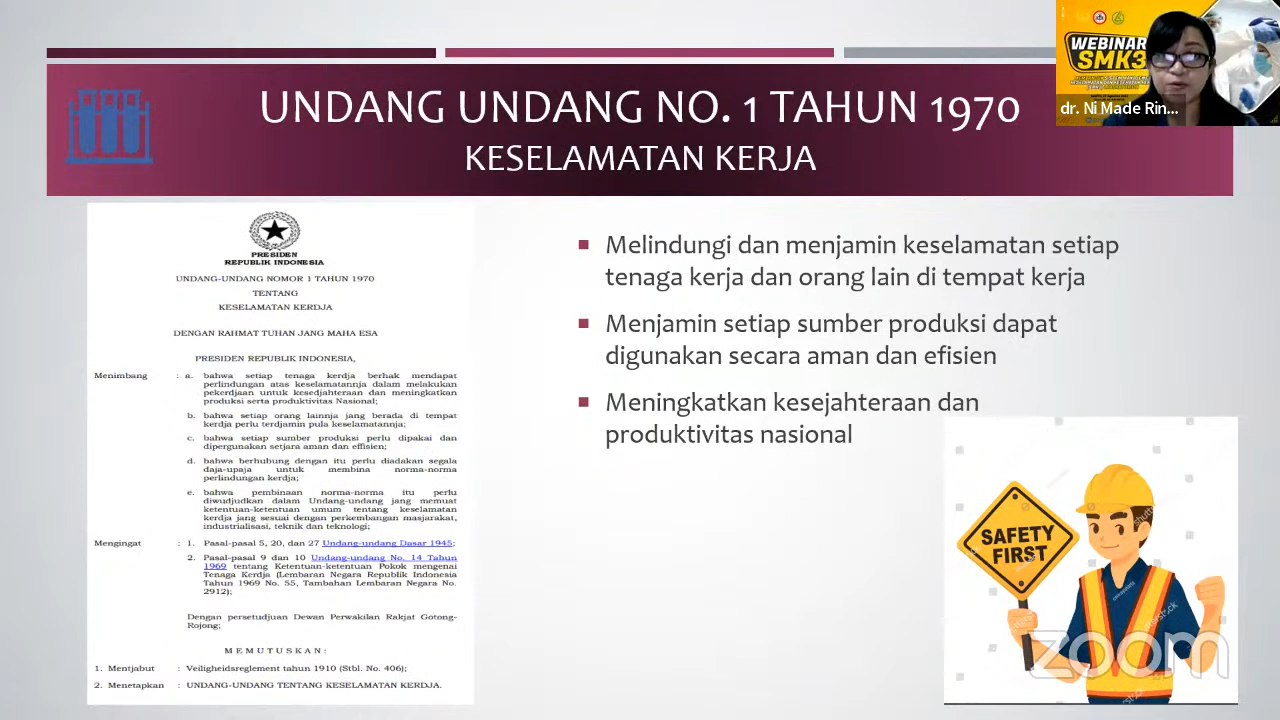 UNDANG UNDANG NO. 1 TAHUN 1970
KESELAMATAN KERJA
WEBINAR
SMK3
dr. Ni Made Rin...
PRESIDEN
REPUBLIK INDONESIA
UNDANG-UNDANG NOMOR 1 TAHUN 1970
TENTANG
KESELAMATAN KERDJA
DENGAN RAHMAT TUHAN JANG MAHA ESA
PRESIDEN REPUBLIK INDONESIA,
Menimbang : a. bahwa setiap tenaga kerdja berhak mendapat
perlindungan atas keselamatannja dalam melakukan
pekerdjaan untuk kesedjahteraan dan meningkatkan
produksi serta produktivitas Nasional;
b. bahwa setiap orang lainnja jang berada di tempat
kerdja perlu terdjamin pula keselamatannja;
c. bahwa setiap sumber produksi perlu dipakai dan
dipergunakan setjara aman dan effisien;
d. bahwa berhubung dengan itu perlu diadakan segala
daja-upaja untuk membina norma-norma
perlindungan kerdja;
e. bahwa pembinaan norma-norma itu perlu
diwudjudkan dalam Undang-undang jang memuat
ketentuan-ketentuan umum tentang keselamatan
kerdja jang sesuai dengan perkembangan masjarakat,
industrialisasi, teknik dan teknologi;
Mengingat : 1. Pasal-pasal 5, 20, dan 27 Undang-undang Dasar 1945;
2. Pasal-pasal 9 dan 10 Undang-undang No. 14 Tahun
1969 tentang Ketentuan-ketentuan Pokok mengenai
Tenaga Kerdja (Lembaran Negara Republik Indonesia
Tahun 1969 No. 55, Tambahan Lembaran Negara No.
2912);
Dengan persetudjuan Dewan Perwakilan Rakjat Gotong-
Rojong;
M E M U T U S K A N :
1. Mentjabut : Veiligheidsreglement tahun 1910 (Stbl. No. 406);
2. Menetapkan : UNDANG-UNDANG TENTANG KESELAMATAN KERDJA.
■ Melindungi dan menjamin keselamatan setiap
tenaga kerja dan orang lain di tempat kerja
■ Menjamin setiap sumber produksi dapat
digunakan secara aman dan efisien
■ Meningkatkan kesejahteraan dan
produktivitas nasional
SAFETY
FIRST
zoom